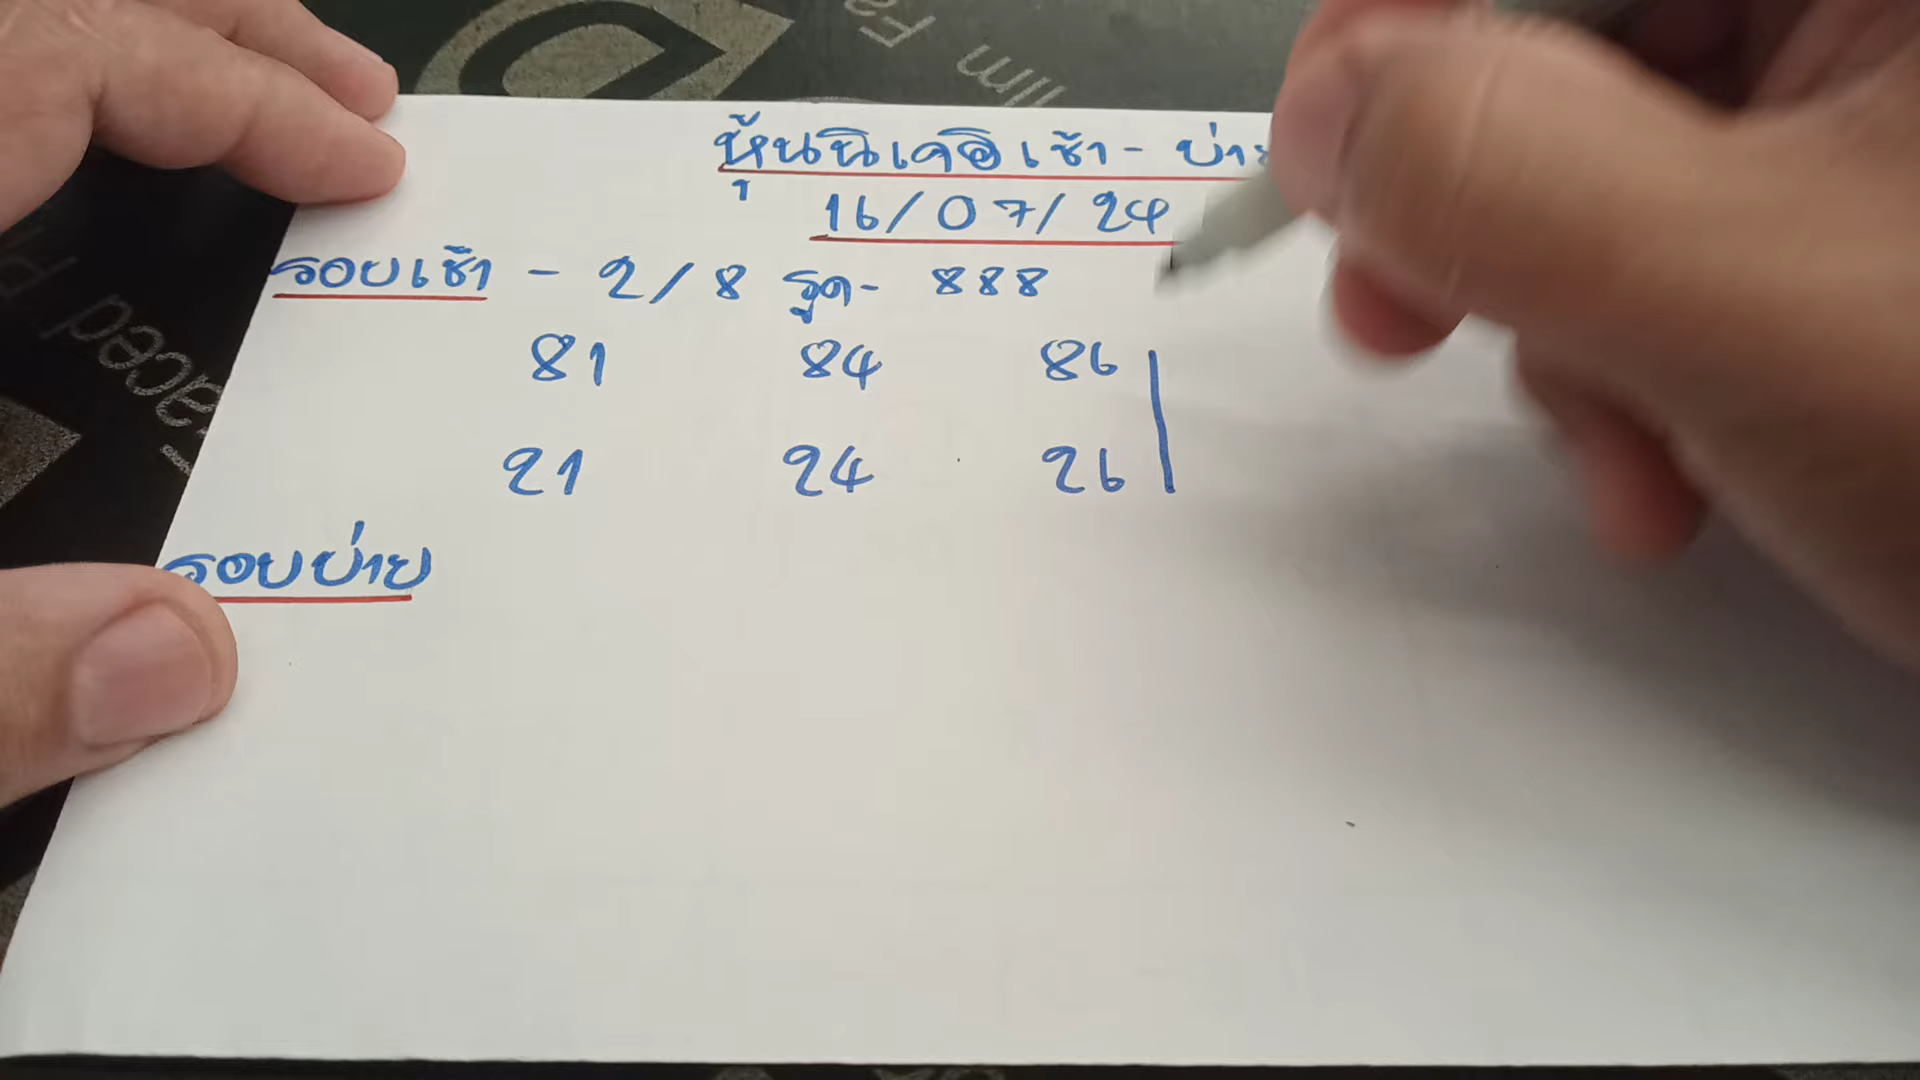 หุ้นนิเคอิเช้า - บ่าย
16/07/24
รอบเช้า - 2/8 รูด - 888
81 84 86
21 24 26
รอบบ่าย